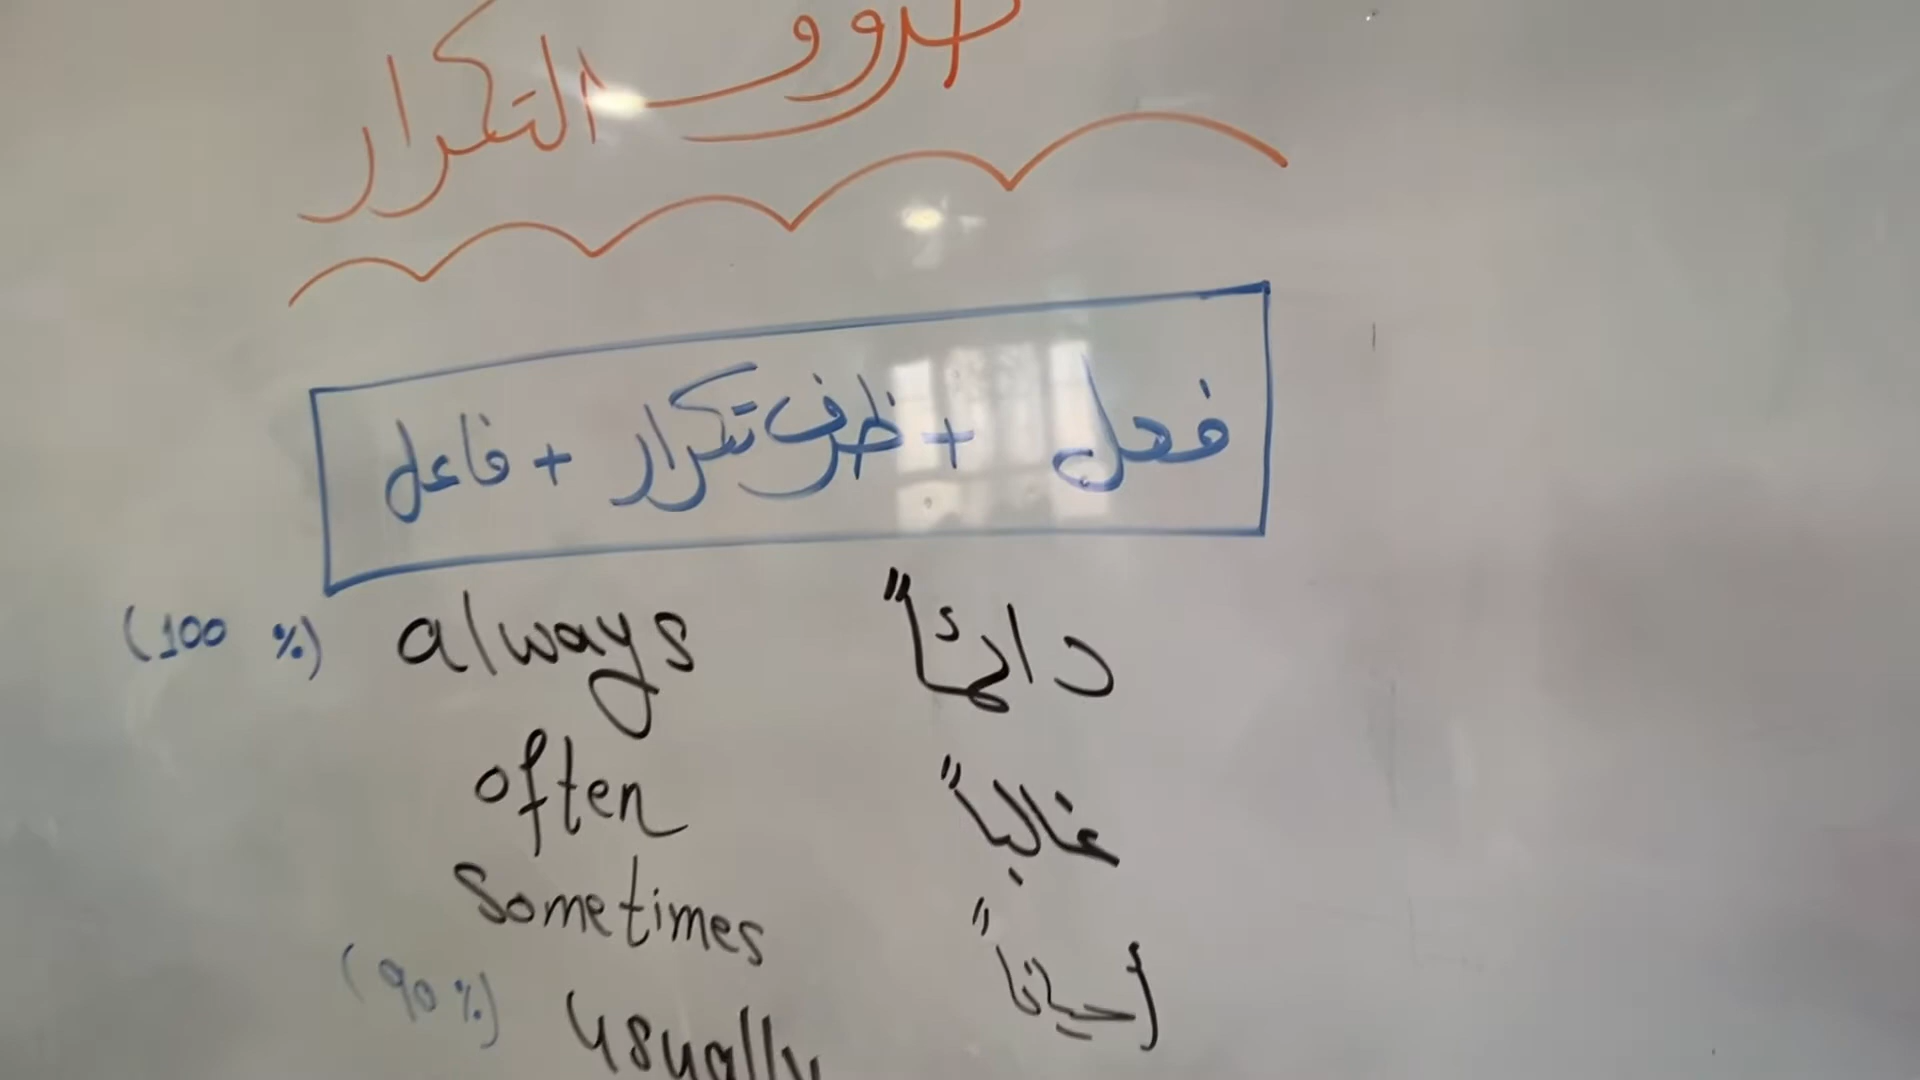 ظروف التكرار
فعل + ظرف تكرار + فاعل
(100 %) always دائماً
often غالباً
Sometimes أحياناً
(90 %) usually